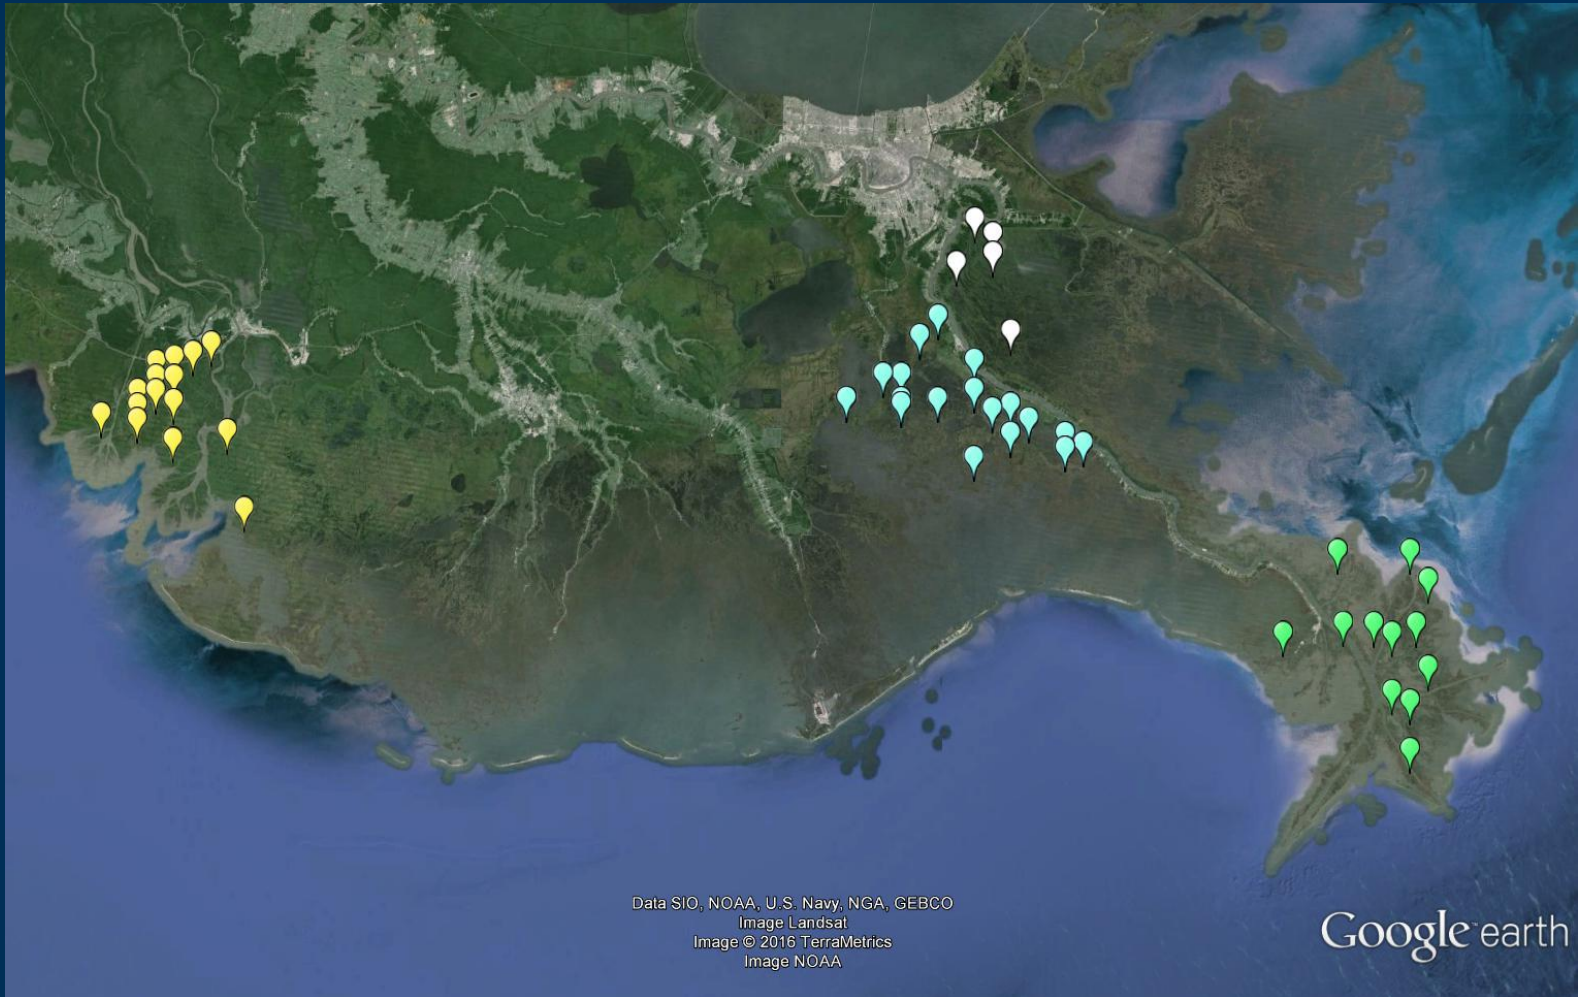 Data SIO, NOAA, U.S. Navy, NGA, GEBCO
Image Landsat
Image © 2016 TerraMetrics
Image NOAA
Google earth